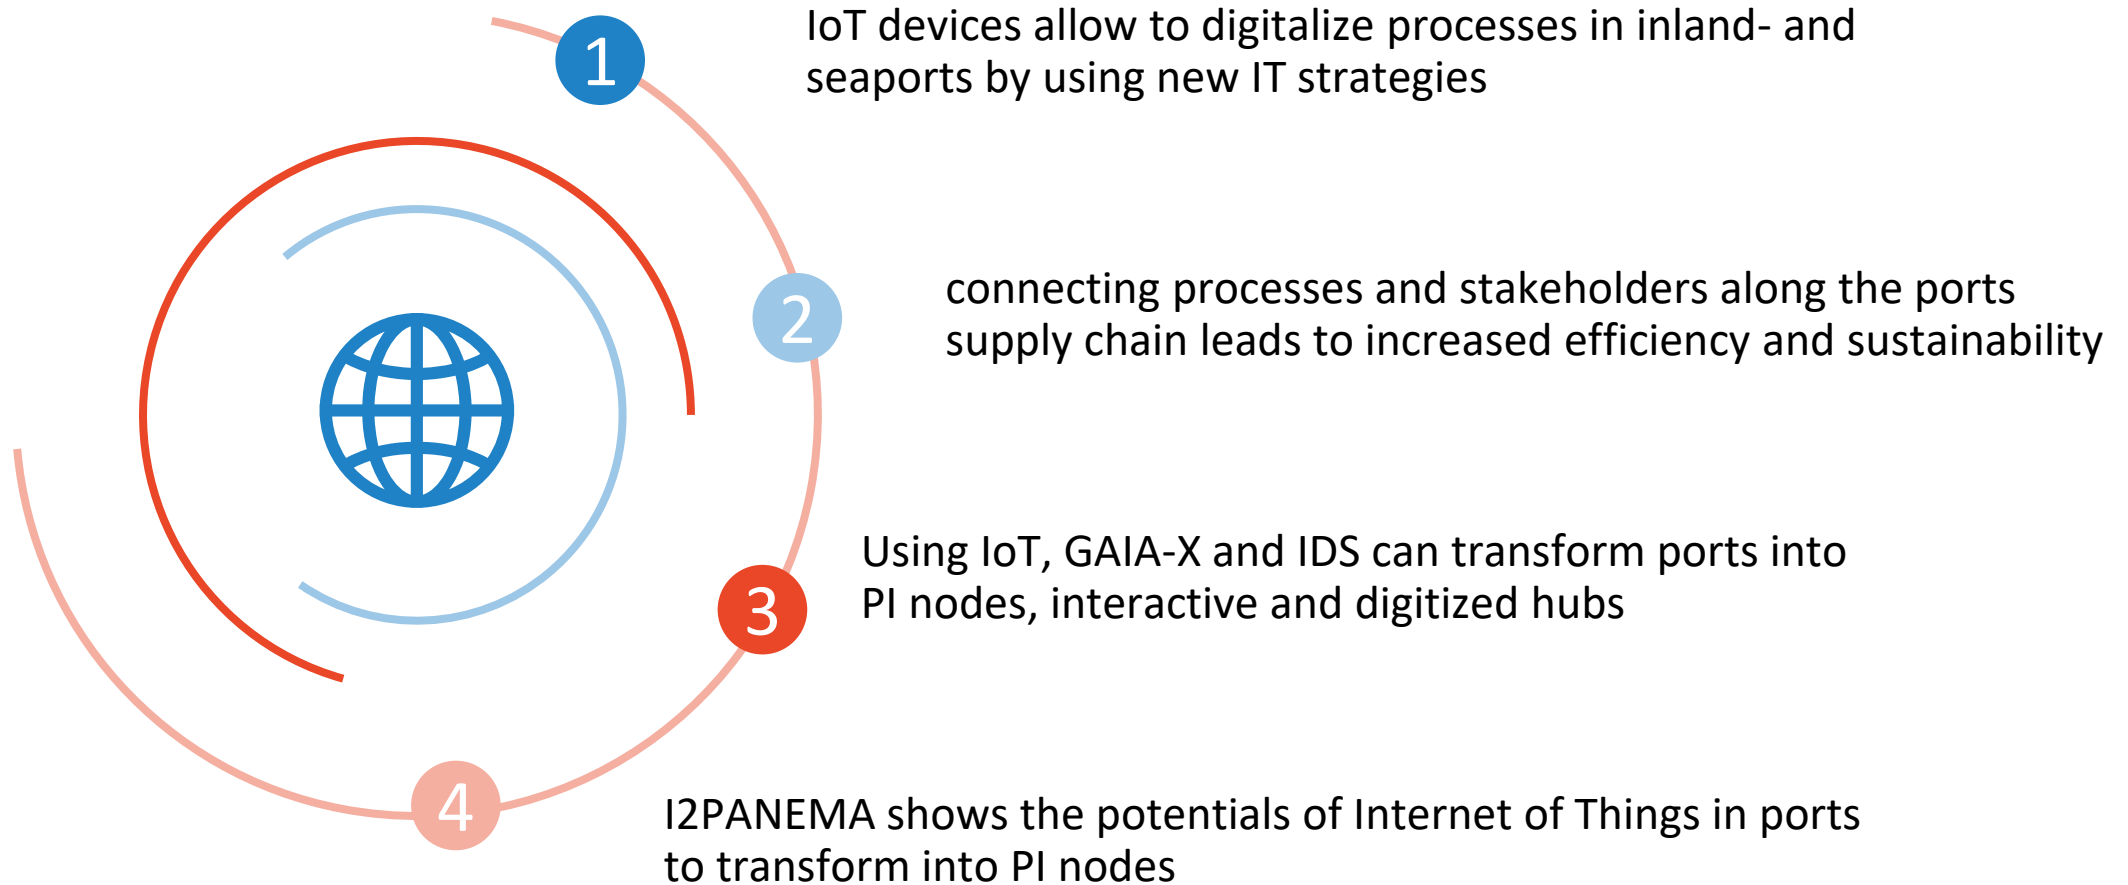 1
IoT devices allow to digitalize processes in inland- and
seaports by using new IT strategies
2
connecting processes and stakeholders along the ports
supply chain leads to increased efficiency and sustainability
3
Using IoT, GAIA-X and IDS can transform ports into
PI nodes, interactive and digitized hubs
4
I2PANEMA shows the potentials of Internet of Things in ports
to transform into PI nodes